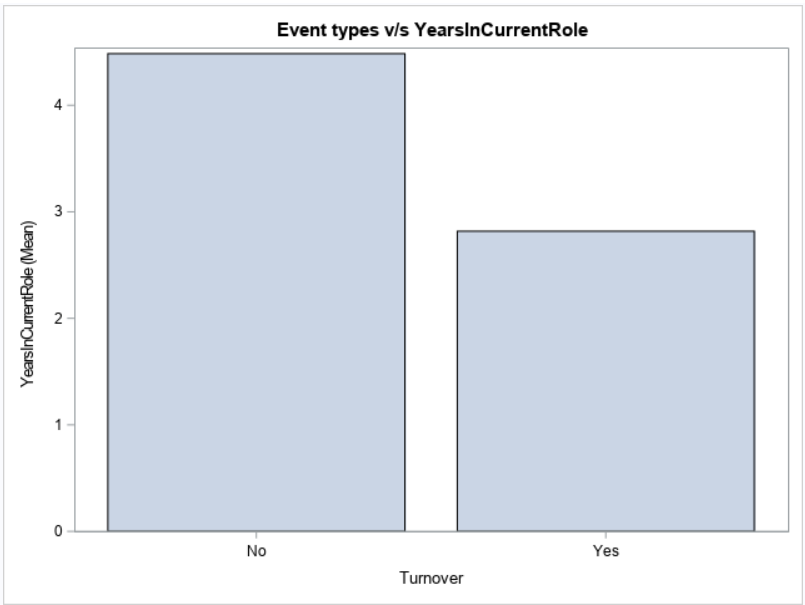 Event types v/s YearsInCurrentRole
4
3
2
1
0
YearsInCurrentRole (Mean)
No
Yes
Turnover